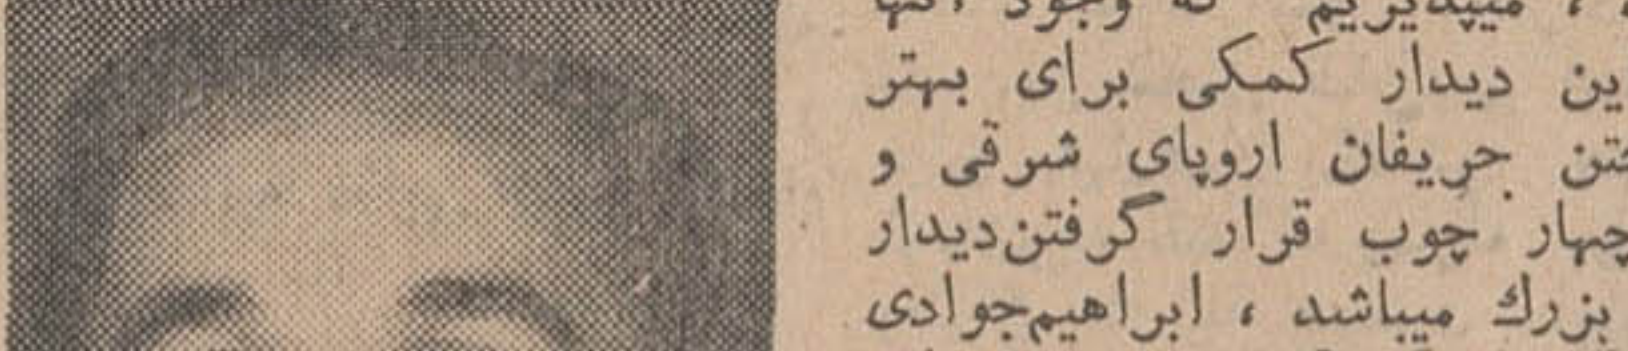 ، میپذیریم که وجود آنها
ین دیدار کمکی برای بهتر
حریفان اروپای شرقی و
چهار چوب قرار گرفتن دیدار
بزرگ میباشد ، ابراهیم جوادی